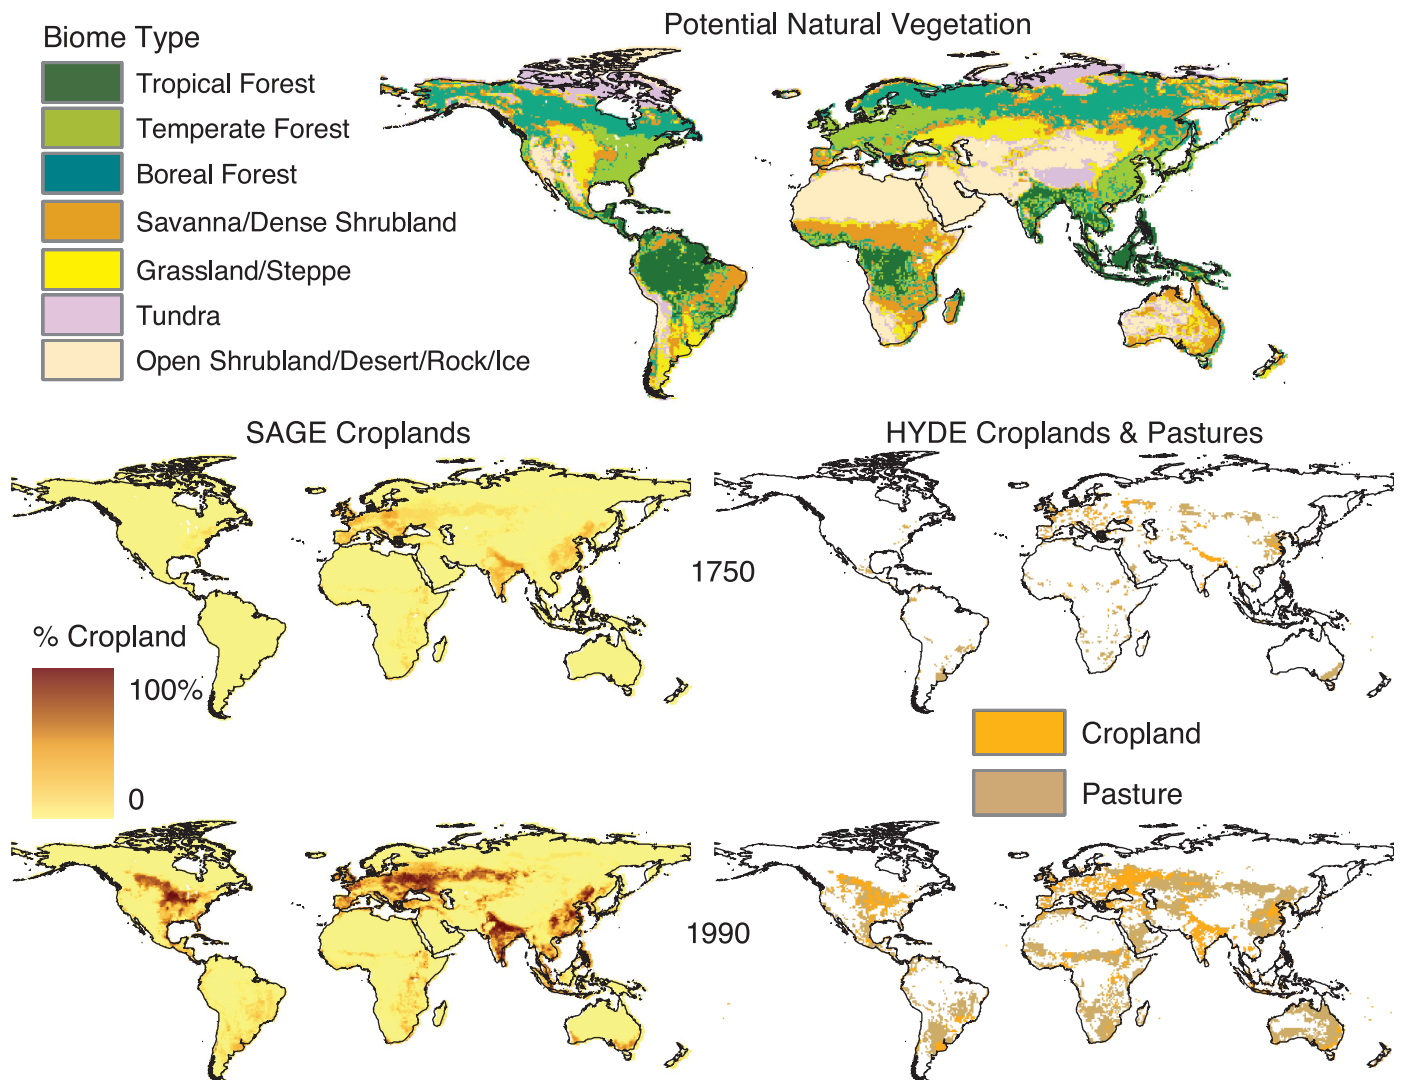 Potential Natural Vegetation
Biome Type
Tropical Forest
Temperate Forest
Boreal Forest
Savanna/Dense Shrubland
Grassland/Steppe
Tundra
Open Shrubland/Desert/Rock/Ice
SAGE Croplands
HYDE Croplands & Pastures
1750
% Cropland
100%
0
Cropland
Pasture
1990